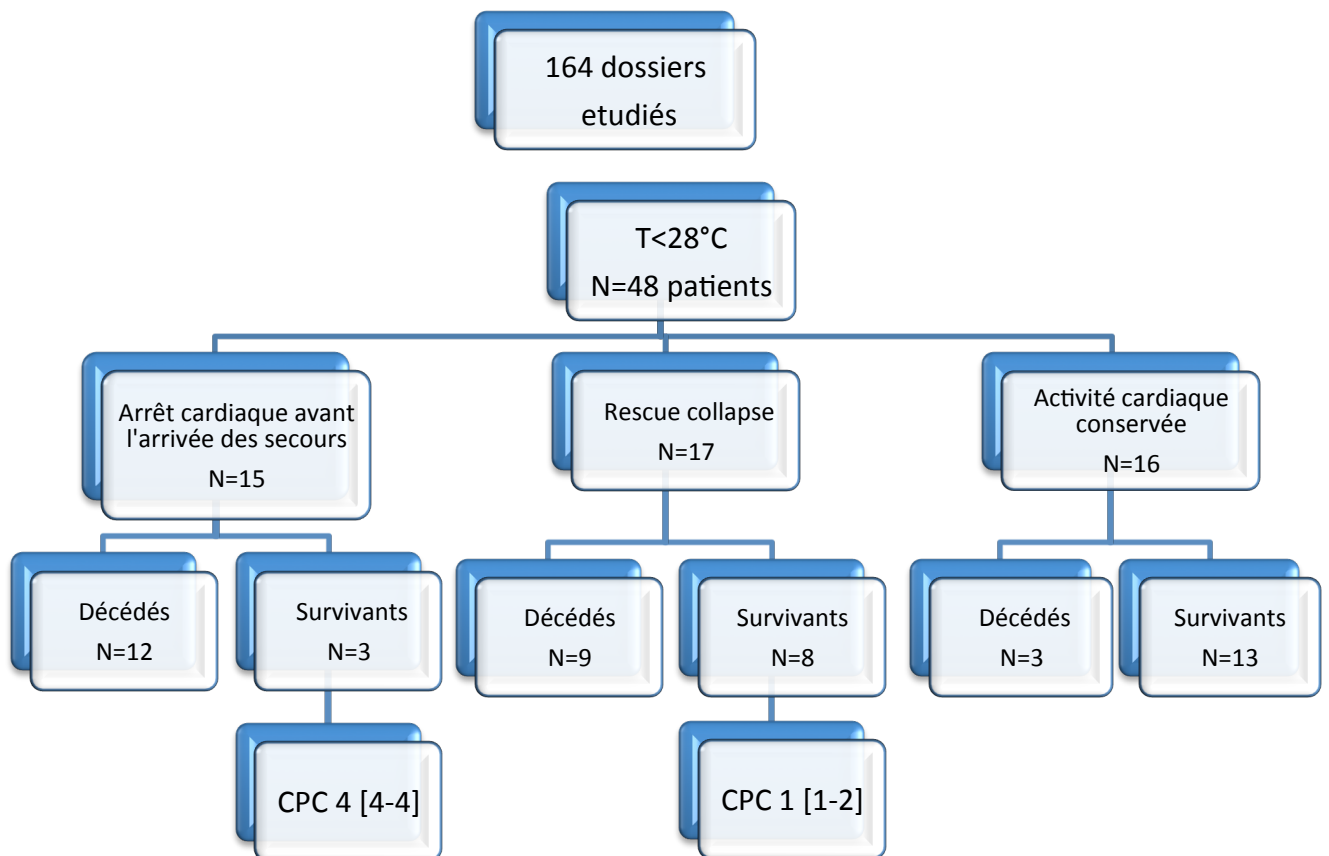 164 dossiers
etudiés
T<28°C
N=48 patients
Arrêt cardiaque avant
l'arrivée des secours
N=15
Rescue collapse
N=17
Activité cardiaque
conservée
N=16
Décédés
N=12
Survivants
N=3
Décédés
N=9
Survivants
N=8
Décédés
N=3
Survivants
N=13
CPC 4 [4-4]
CPC 1 [1-2]